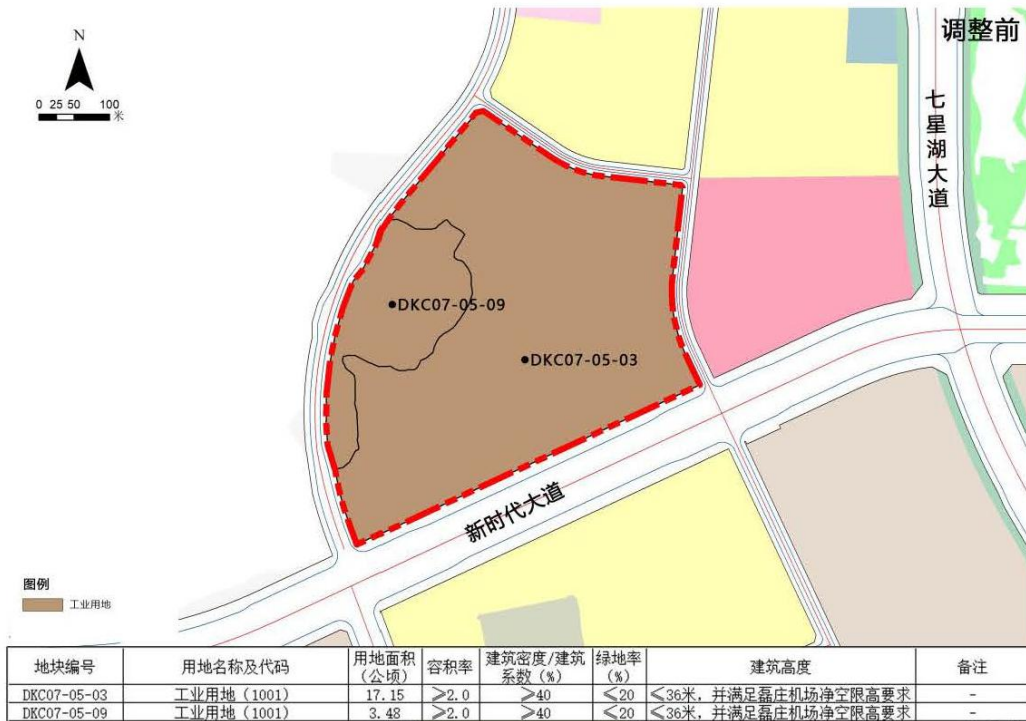 调整前
N
0 25 50 100
米
七星湖大道
DKC07-05-09
DKC07-05-03
新时代大道
图例
工业用地
地块编号 用地名称及代码 用地面积(公顷) 容积率 建筑密度/建筑系数(%) 绿地率(%) 建筑高度 备注
DKC07-05-03 工业用地(1001) 17.15 ≥2.0 ≥40 ≤20 ≤36米,并满足磊庄机场净空限高要求 -
DKC07-05-09 工业用地(1001) 3.48 ≥2.0 ≥40 ≤20 ≤36米,并满足磊庄机场净空限高要求 -